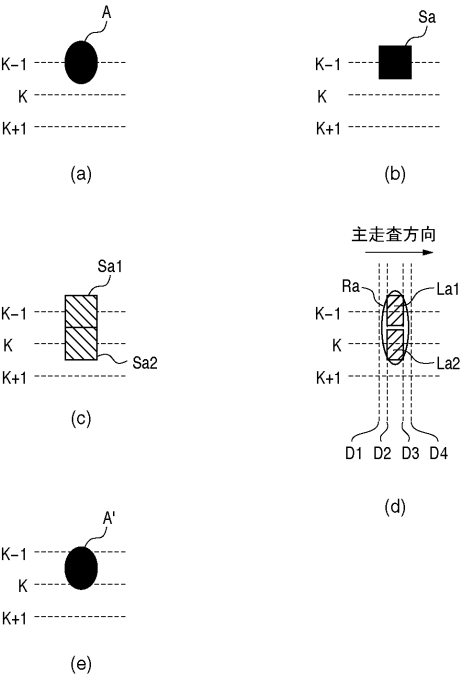 A
K-1
K
K+1
(a)
Sa
K-1
K
K+1
(b)
Sa1
K-1
K
Sa2
K+1
(c)
主走査方向
Ra
La1
K-1
K
La2
K+1
D1 D2 D3 D4
(d)
A'
K-1
K
K+1
(e)